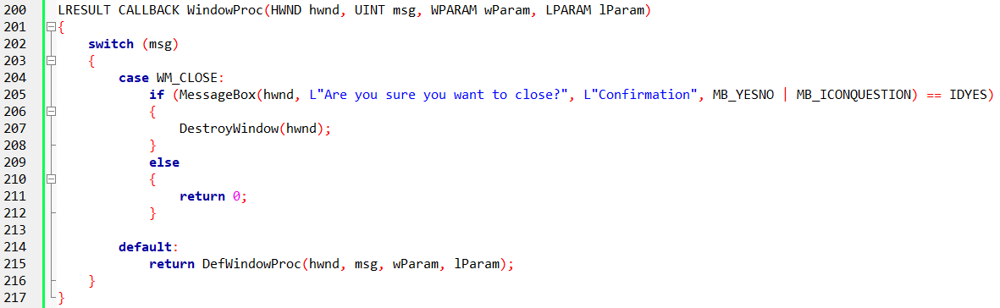 200 LRESULT CALLBACK WindowProc(HWND hwnd, UINT msg, WPARAM wParam, LPARAM lParam)
201 {
202     switch (msg)
203     {
204         case WM_CLOSE:
205             if (MessageBox(hwnd, L"Are you sure you want to close?", L"Confirmation", MB_YESNO | MB_ICONQUESTION) == IDYES)
206             {
207                 DestroyWindow(hwnd);
208             }
209             else
210             {
211                 return 0;
212             }
213
214         default:
215             return DefWindowProc(hwnd, msg, wParam, lParam);
216     }
217 }